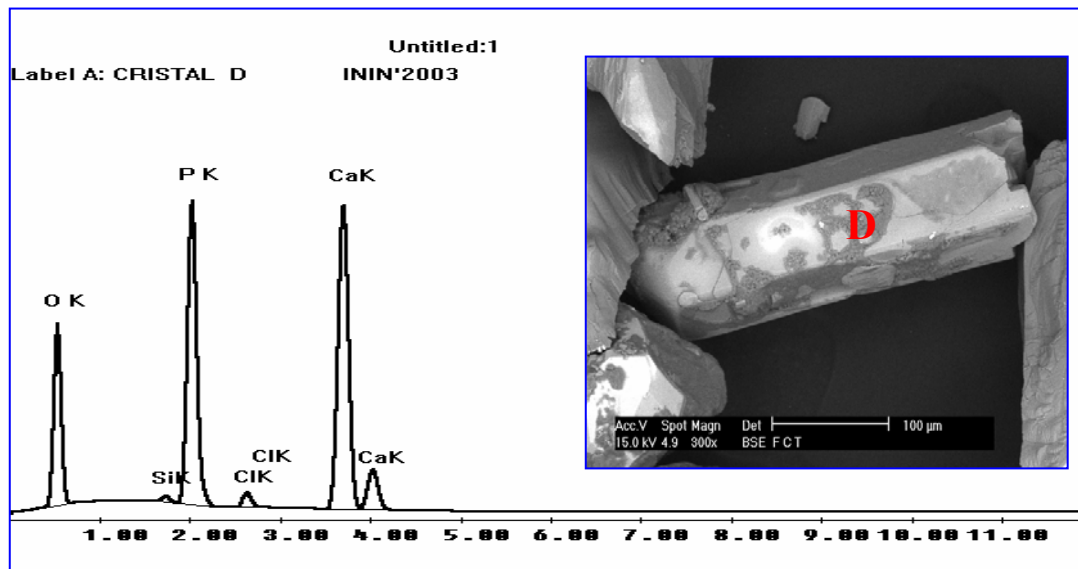 Untitled:1
Label A: CRISTAL D ININ'2003
P K
CaK
O K
ClK
SiK
ClK
CaK
1.00 2.00 3.00 4.00 5.00 6.00 7.00 8.00 9.00 10.00 11.00
D
Acc.V Spot Magn Det 100 µm
15.0 kV 4.9 300x BSE F C T